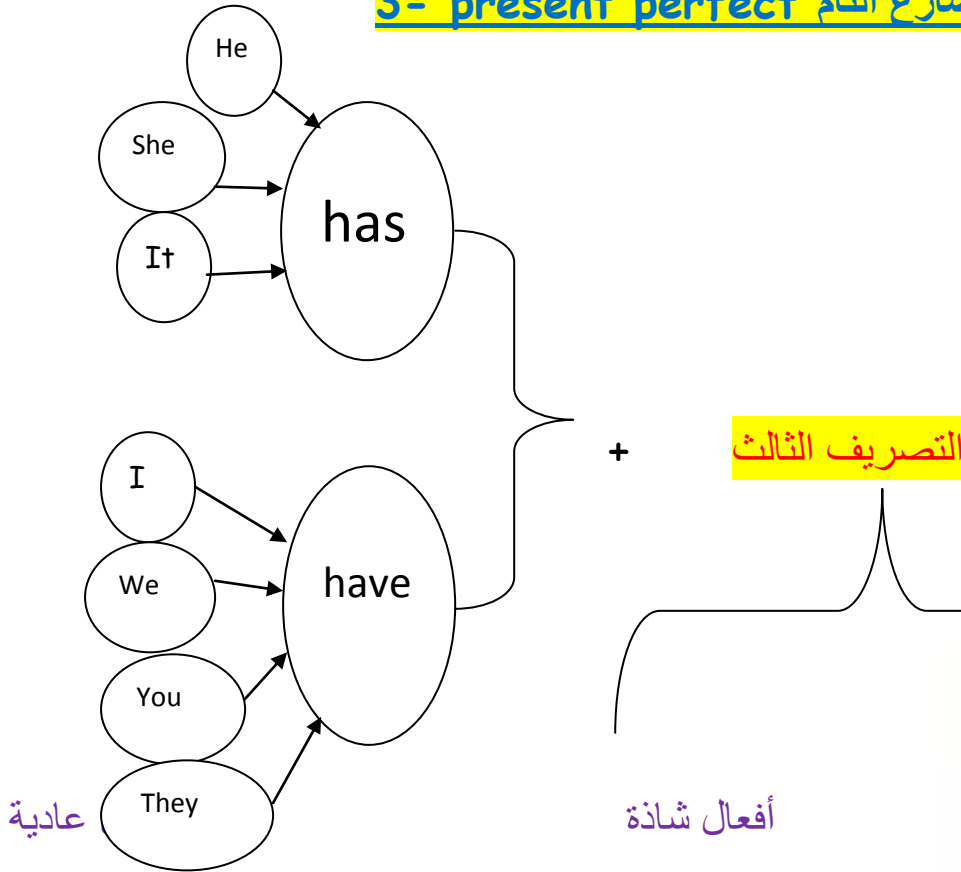 present perfect
He
She
has
It
I
+ التصريف الثالث
We
have
You
They
عادية
أفعال شاذة